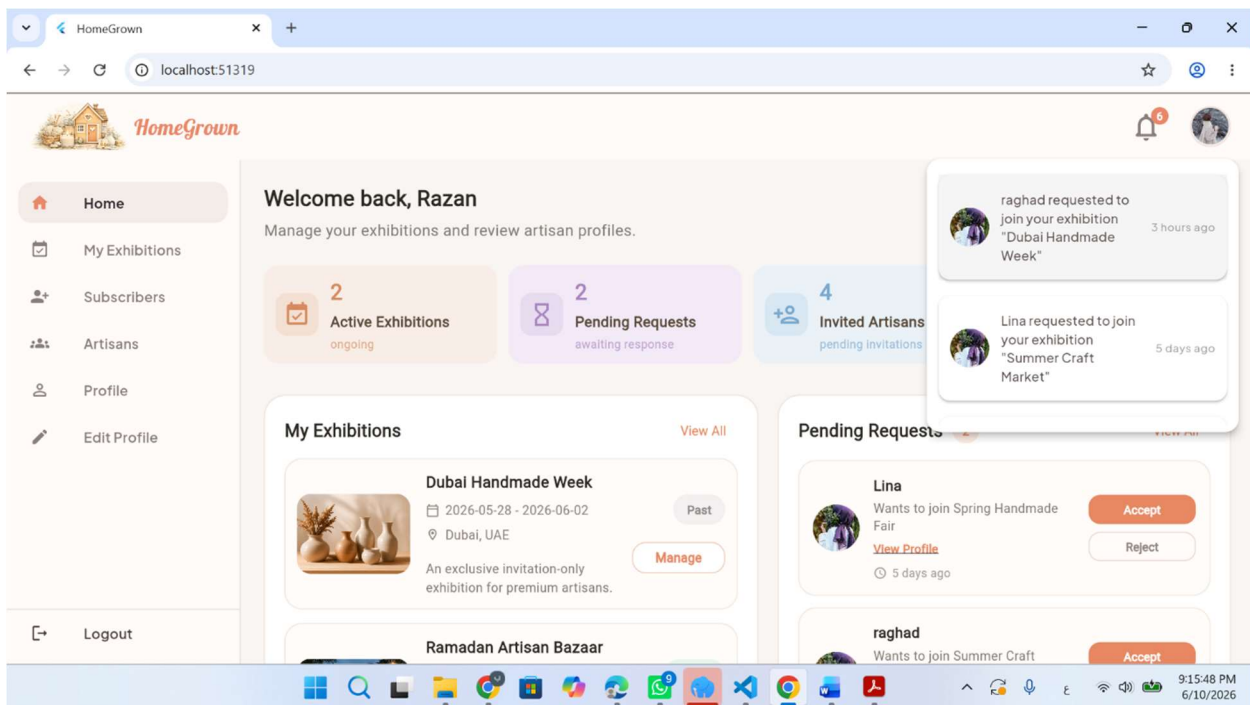 HomeGrown
localhost:51319
HomeGrown
6
Home
My Exhibitions
Subscribers
Artisans
Profile
Edit Profile
Logout
Welcome back, Razan
Manage your exhibitions and review artisan profiles.
2
Active Exhibitions
ongoing
2
Pending Requests
awaiting response
4
Invited Artisans
pending invitations
raghad requested to
join your exhibition
"Dubai Handmade
Week"
3 hours ago
Lina requested to join
your exhibition
"Summer Craft
Market"
5 days ago
My Exhibitions
View All
Dubai Handmade Week
2026-05-28 - 2026-06-02
Dubai, UAE
An exclusive invitation-only
exhibition for premium artisans.
Past
Manage
Ramadan Artisan Bazaar
Pending Requests 2
View All
Lina
Wants to join Spring Handmade
Fair
View Profile
5 days ago
Accept
Reject
raghad
Wants to join Summer Craft
Accept
9
ع
9:15:48 PM
6/10/2026